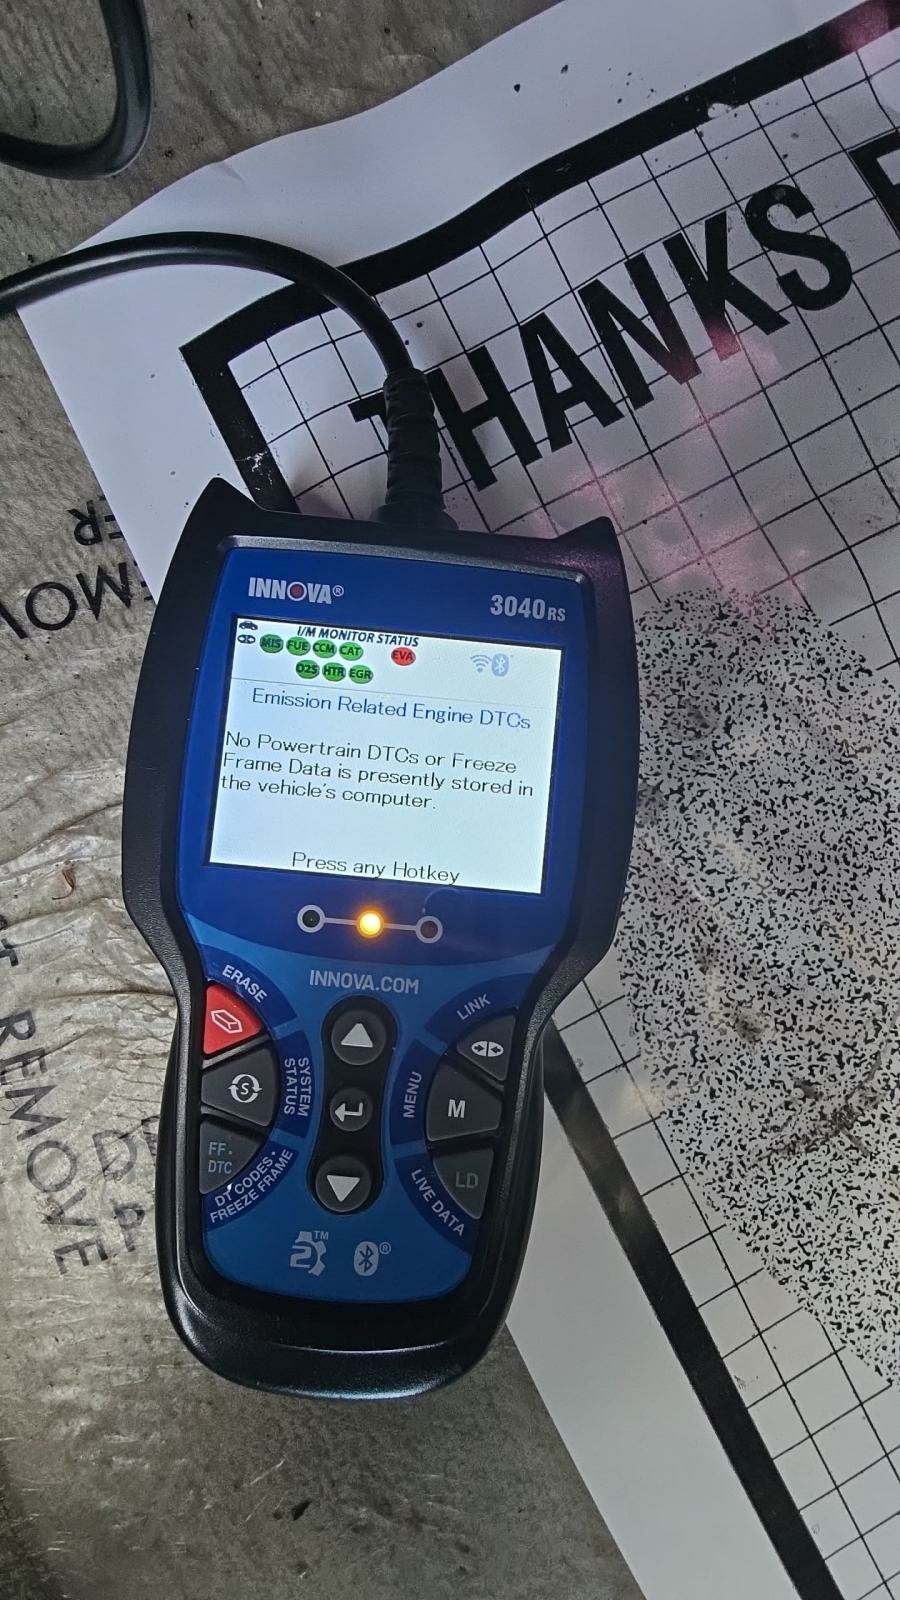 THANKS
INNOVA®
3040RS
I/M MONITOR STATUS
MIS FUE CCM CAT EVA
O2S HTR EGR
Emission Related Engine DTCs
No Powertrain DTCs or Freeze
Frame Data is presently stored in
the vehicle's computer.
Press any Hotkey
INNOVA.COM
ERASE
LINK
SYSTEM
STATUS
MENU
M
FF·
DTC
LD
DT CODES·
FREEZE FRAME
LIVE DATA
2™
®
REMOVE